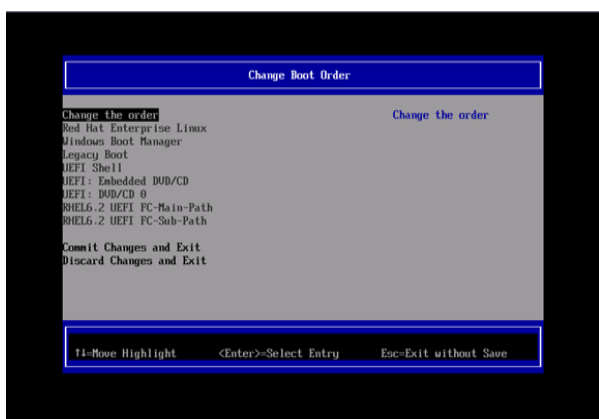 Change Boot Order
Change the order
Change the order
Red Hat Enterprise Linux
Windows Boot Manager
Legacy Boot
UEFI Shell
UEFI: Embedded DVD/CD
UEFI: DVD/CD 0
RHEL6.2 UEFI FC-Main-Path
RHEL6.2 UEFI FC-Sub-Path
Commit Changes and Exit
Discard Changes and Exit
↑↓=Move Highlight <Enter>=Select Entry Esc=Exit without Save